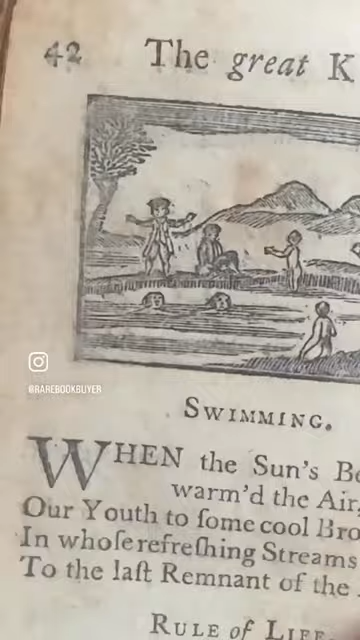 42 The great K
@RAREBOOKBUYER
SWIMMING.
WHEN the Sun's Be
warm'd the Air,
Our Youth to ſome cool Bro
In whoſe refreſhing Streams
To the laſt Remnant of the
RULE of LIFE.